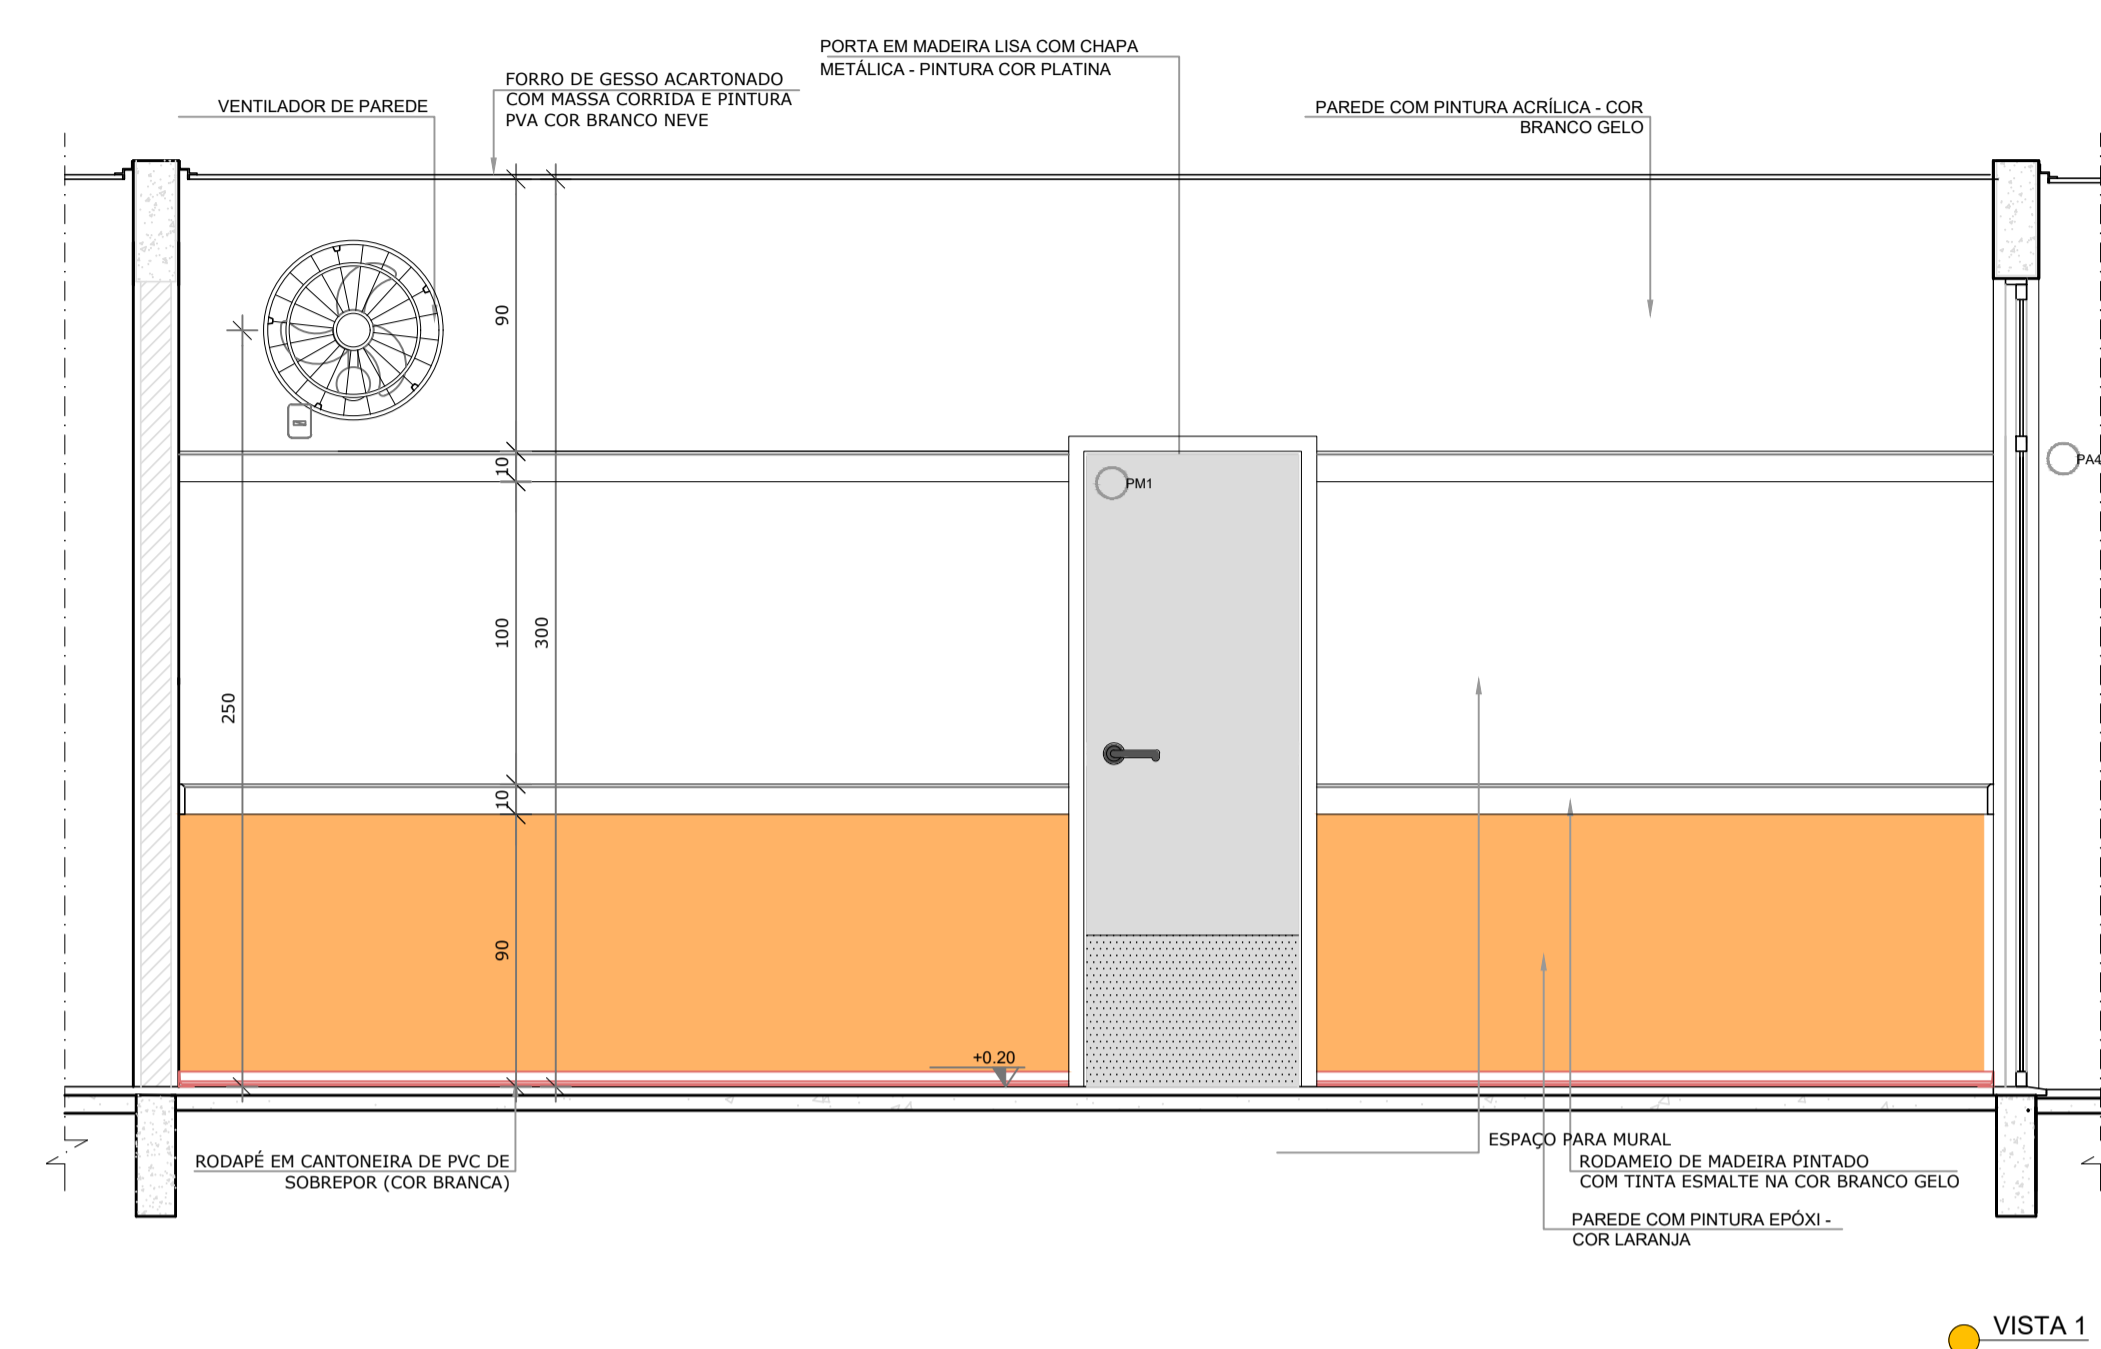 PORTA EM MADEIRA LISA COM CHAPA
METÁLICA - PINTURA COR PLATINA
FORRO DE GESSO ACARTONADO
COM MASSA CORRIDA E PINTURA
PVA COR BRANCO NEVE
VENTILADOR DE PAREDE
PAREDE COM PINTURA ACRÍLICA - COR
BRANCO GELO
90
10
PM1
PA4
100
300
250
10
90
+0.20
ESPAÇO PARA MURAL
RODAPÉ EM CANTONEIRA DE PVC DE
SOBREPOR (COR BRANCA)
RODAMEIO DE MADEIRA PINTADO
COM TINTA ESMALTE NA COR BRANCO GELO
PAREDE COM PINTURA EPÓXI -
COR LARANJA
VISTA 1